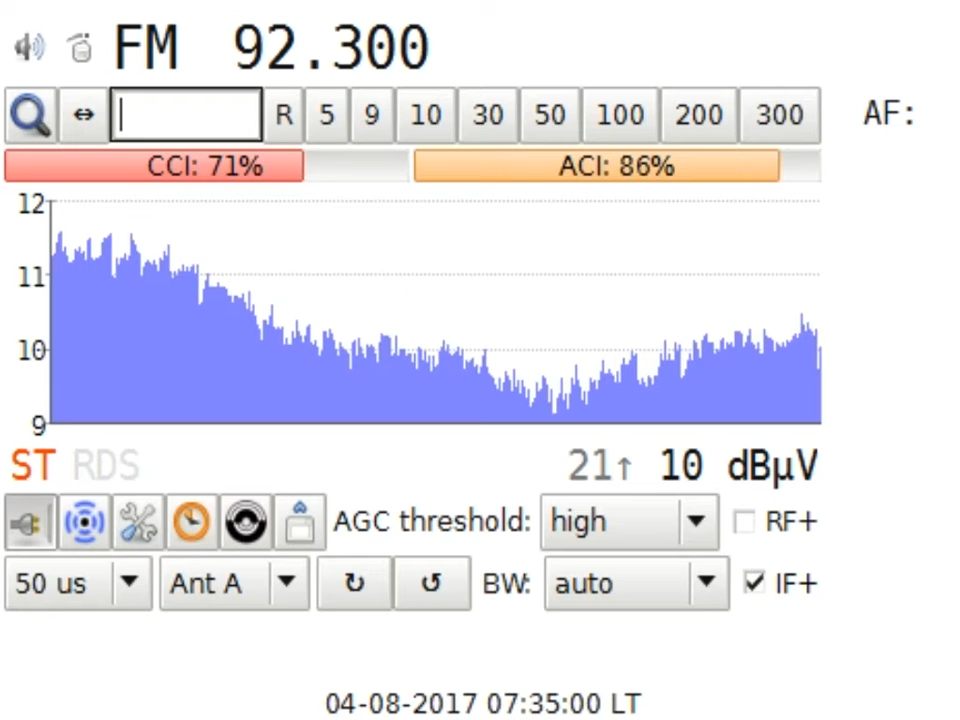 FM 92.300
R 5 9 10 30 50 100 200 300 AF:
CCI: 71% ACI: 86%
12
11
10
9
ST RDS 21↑ 10 dBµV
AGC threshold: high RF+
50 us Ant A ↻ ↺ BW: auto IF+
04-08-2017 07:35:00 LT